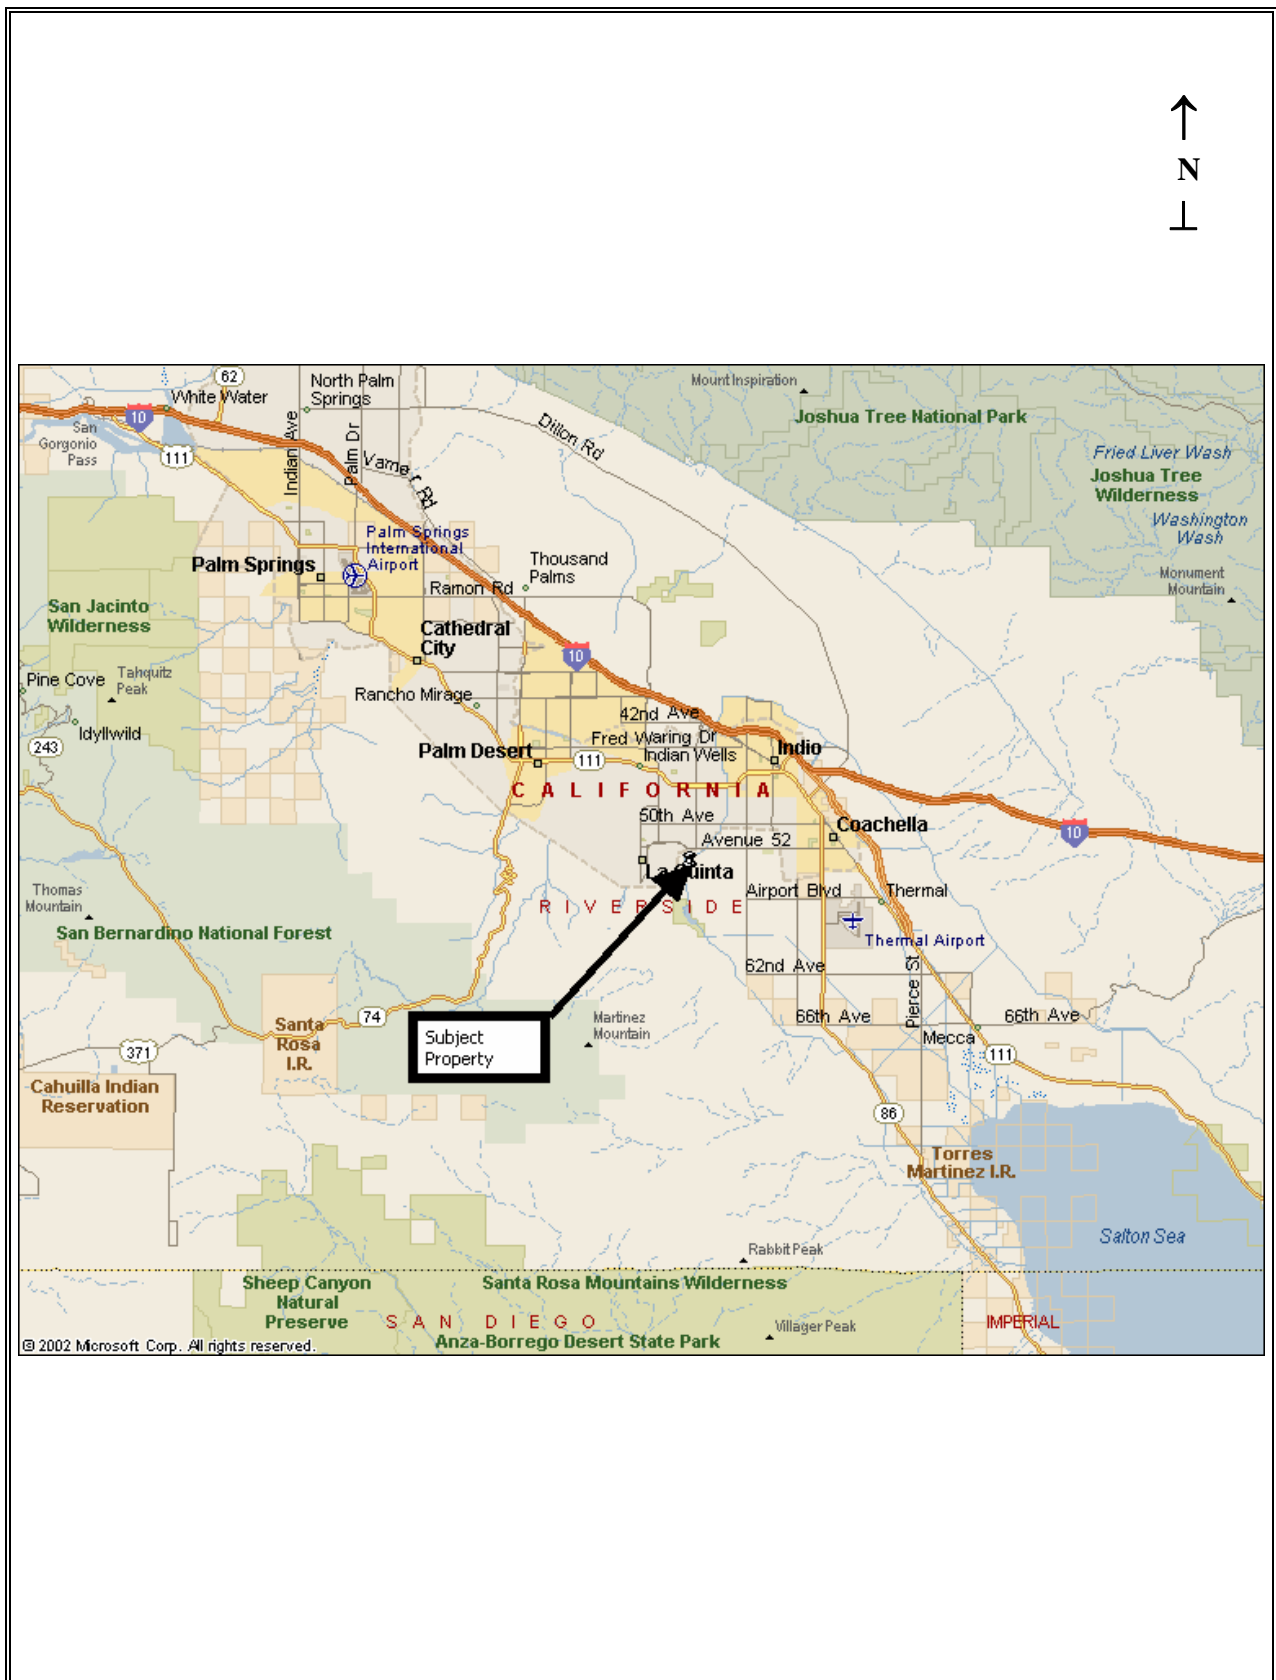 N
62
North Palm
Springs
White Water
10
San
Gorgonio
Pass
111
Indian Ave
Palm Dr
Varner Rd
Dillon Rd
Mount Inspiration
Joshua Tree National Park
Fried Liver Wash
Joshua Tree
Wilderness
Washington
Wash
Monument
Mountain
Palm Springs
International
Airport
Palm Springs
Thousand
Palms
Ramon Rd
San Jacinto
Wilderness
Cathedral
City
10
Pine Cove
Tahquitz
Peak
Rancho Mirage
Idyllwild
243
42nd Ave
Fred Waring Dr
Palm Desert
111
Indian Wells
Indio
CALIFORNIA
50th Ave
Coachella
10
Avenue 52
La Quinta
Thomas
Mountain
Airport Blvd
Thermal
RIVERSIDE
San Bernardino National Forest
Thermal Airport
62nd Ave
Pierce St
74
Santa
Rosa
I.R.
Martinez
Mountain
66th Ave
66th Ave
Subject
Property
Mecca
111
371
Cahuilla Indian
Reservation
86
Torres
Martinez I.R.
Salton Sea
Rabbit Peak
Sheep Canyon
Natural
Preserve
Santa Rosa Mountains Wilderness
SAN DIEGO
IMPERIAL
Villager Peak
Anza-Borrego Desert State Park
© 2002 Microsoft Corp. All rights reserved.